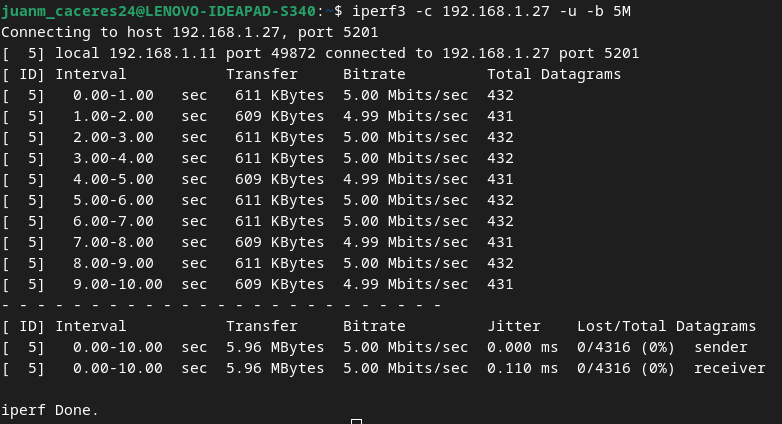 juanm_caceres24@LENOVO-IDEAPAD-S340:~$ iperf3 -c 192.168.1.27 -u -b 5M
Connecting to host 192.168.1.27, port 5201
[  5] local 192.168.1.11 port 49872 connected to 192.168.1.27 port 5201
[ ID] Interval           Transfer     Bitrate         Total Datagrams
[  5]   0.00-1.00   sec   611 KBytes  5.00 Mbits/sec  432
[  5]   1.00-2.00   sec   609 KBytes  4.99 Mbits/sec  431
[  5]   2.00-3.00   sec   611 KBytes  5.00 Mbits/sec  432
[  5]   3.00-4.00   sec   611 KBytes  5.00 Mbits/sec  432
[  5]   4.00-5.00   sec   609 KBytes  4.99 Mbits/sec  431
[  5]   5.00-6.00   sec   611 KBytes  5.00 Mbits/sec  432
[  5]   6.00-7.00   sec   611 KBytes  5.00 Mbits/sec  432
[  5]   7.00-8.00   sec   609 KBytes  4.99 Mbits/sec  431
[  5]   8.00-9.00   sec   611 KBytes  5.00 Mbits/sec  432
[  5]   9.00-10.00  sec   609 KBytes  4.99 Mbits/sec  431
- - - - - - - - - - - - - - - - - - - - - - - - -
[ ID] Interval           Transfer     Bitrate         Jitter    Lost/Total Datagrams
[  5]   0.00-10.00  sec  5.96 MBytes  5.00 Mbits/sec  0.000 ms  0/4316 (0%)  sender
[  5]   0.00-10.00  sec  5.96 MBytes  5.00 Mbits/sec  0.110 ms  0/4316 (0%)  receiver
iperf Done.